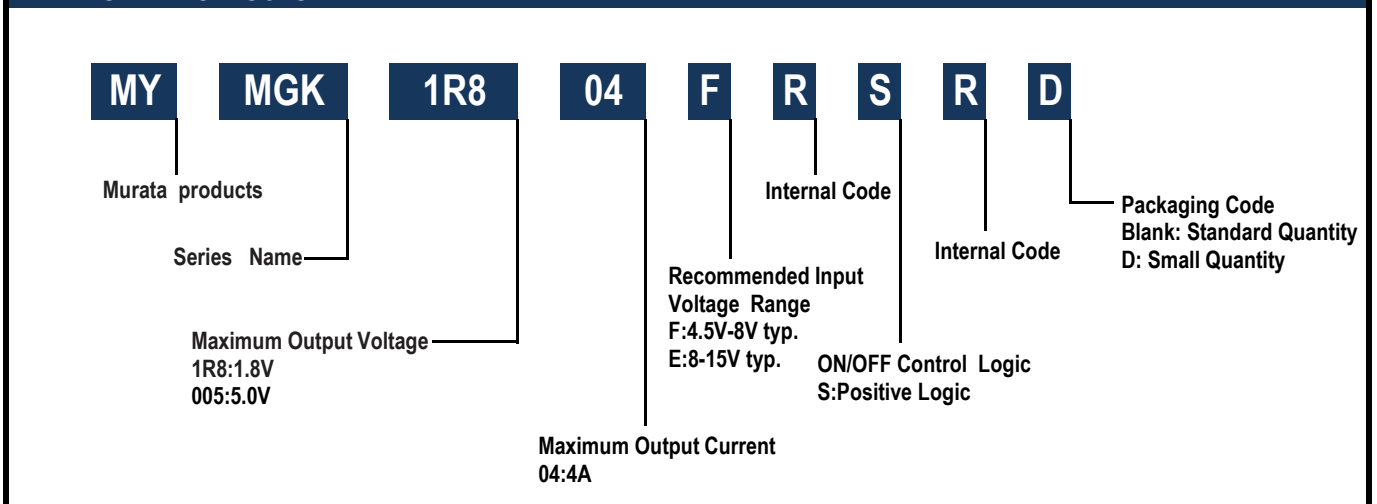 MY MGK 1R8 04 F R S R D
Murata products
Series Name
Maximum Output Voltage
1R8:1.8V
005:5.0V
Maximum Output Current
04:4A
Recommended Input
Voltage Range
F:4.5V-8V typ.
E:8-15V typ.
Internal Code
ON/OFF Control Logic
S:Positive Logic
Internal Code
Packaging Code
Blank: Standard Quantity
D: Small Quantity